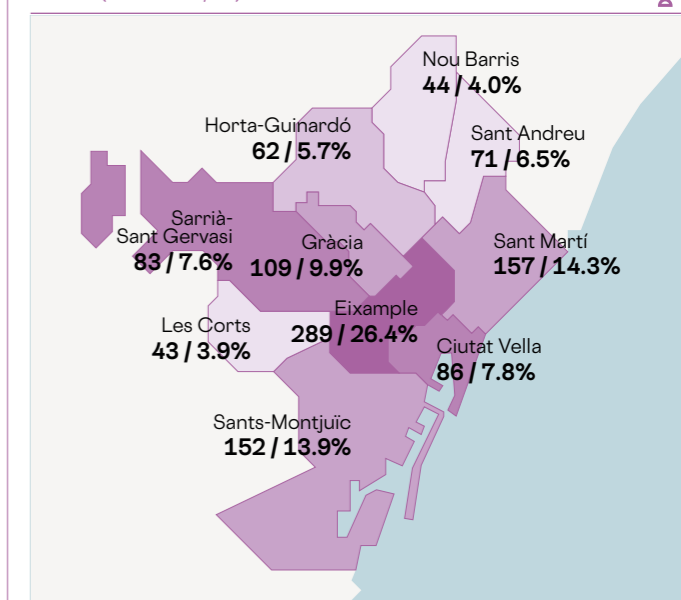 Nou Barris
44 / 4.0%
Horta-Guinardó
62 / 5.7%
Sant Andreu
71 / 6.5%
Sarrià-
Sant Gervasi
83 / 7.6%
Gràcia
109 / 9.9%
Sant Martí
157 / 14.3%
Eixample
289 / 26.4%
Les Corts
43 / 3.9%
Ciutat Vella
86 / 7.8%
Sants-Montjuïc
152 / 13.9%